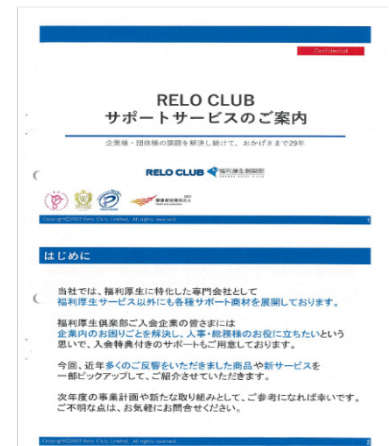 Confidential
RELO CLUB
サポートサービスのご案内
企業様・団体様の課題を解決し続けて、おかげさまで29年
RELO CLUB 福利厚生倶楽部
1
はじめに
当社では、福利厚生に特化した専門会社として
福利厚生サービス以外にも各種サポート商材を展開しております。
福利厚生倶楽部ご入会企業の皆さまには
企業内のお困りごとを解決し、人事・総務様のお役に立ちたいという
思いで、入会特典付きのサポートもご用意しております。
今回、近年多くのご反響をいただきました商品や新サービスを
一部ピックアップして、ご紹介させていただきます。
次年度の事業計画や新たな取り組みとして、ご参考になれば幸いです。
ご不明な点は、お気軽にお問合せください。
2